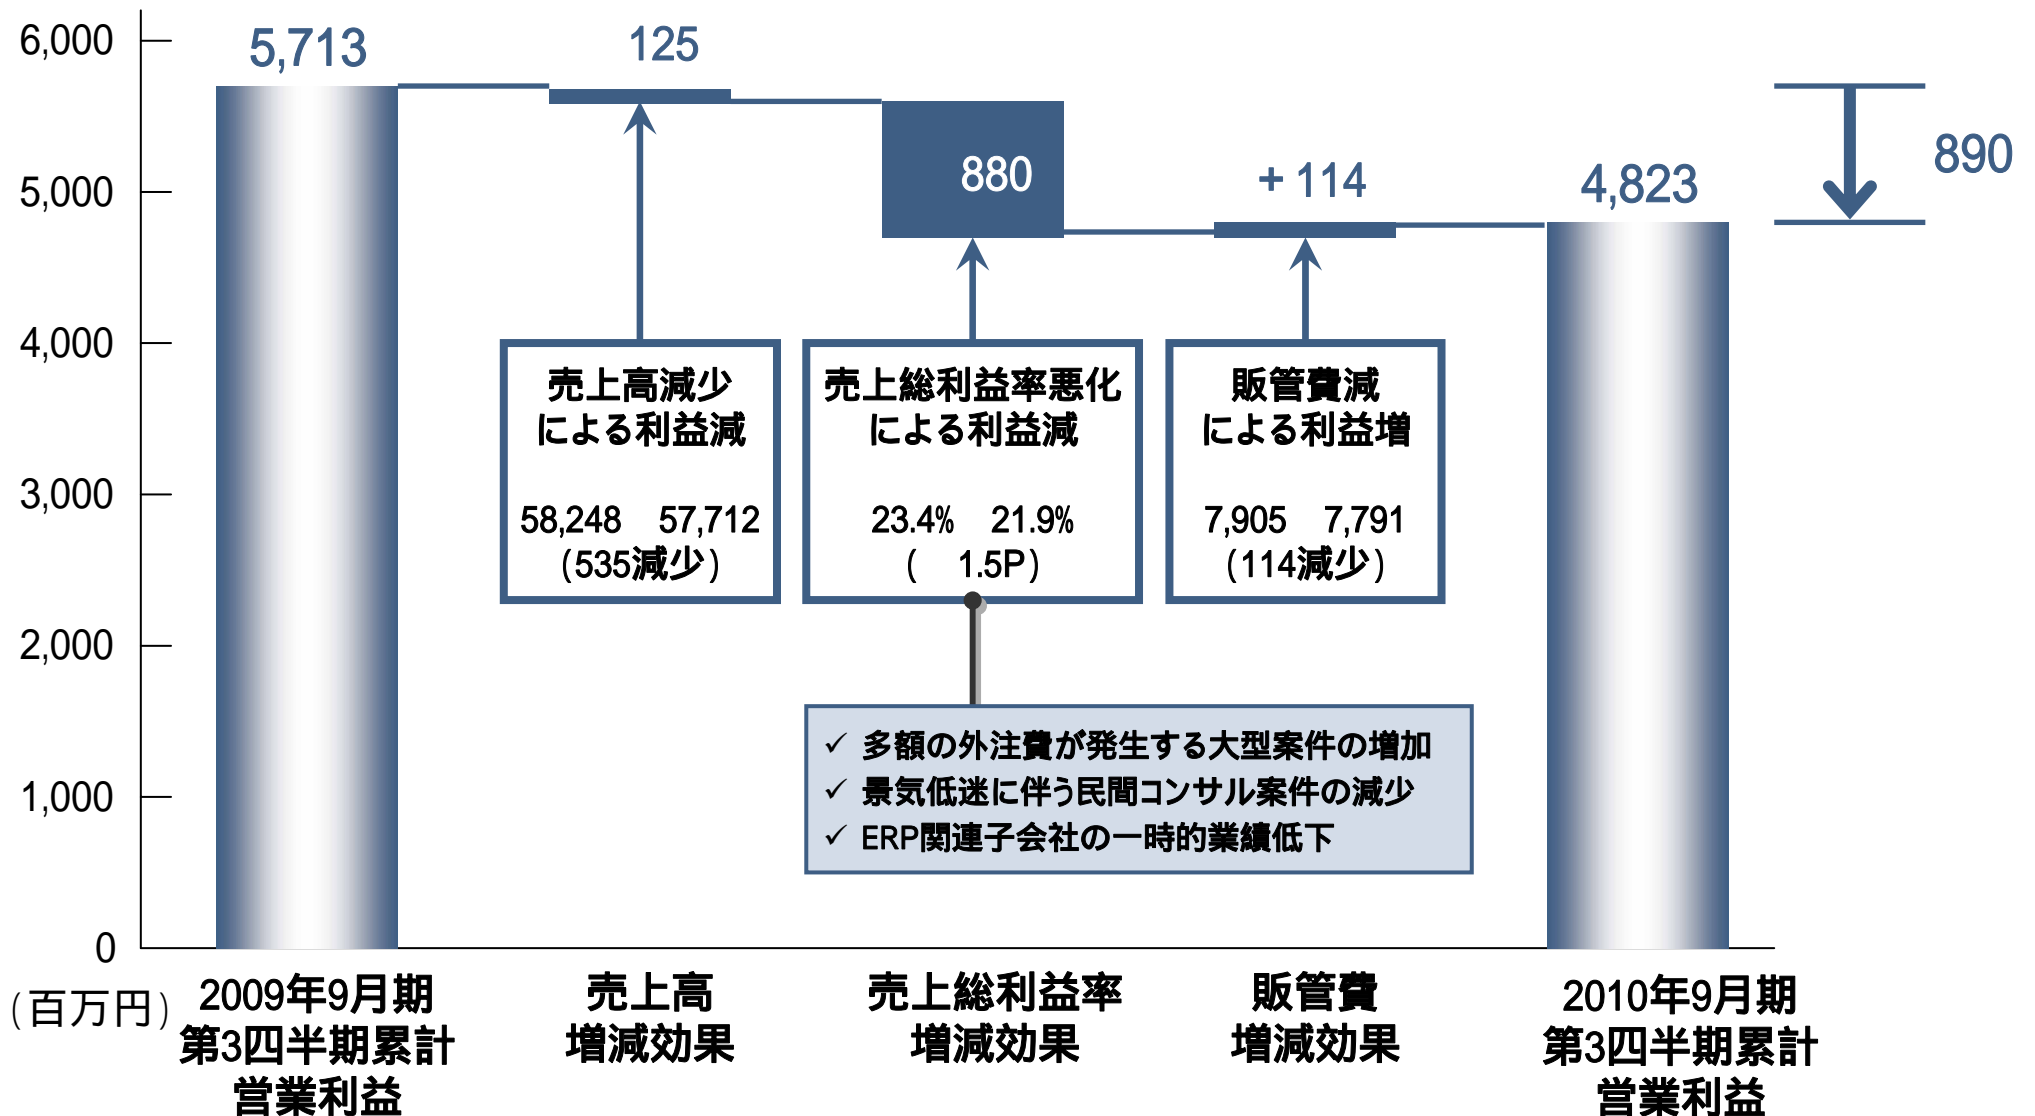 6,000
5,000
4,000
3,000
2,000
1,000
0
(百万円)
5,713
125
880
+ 114
4,823
890
売上高減少
による利益減
58,248 57,712
(535減少)
売上総利益率悪化
による利益減
23.4% 21.9%
( 1.5P)
販管費減
による利益増
7,905 7,791
(114減少)
✓ 多額の外注費が発生する大型案件の増加
✓ 景気低迷に伴う民間コンサル案件の減少
✓ ERP関連子会社の一時的業績低下
2009年9月期
第3四半期累計
営業利益
売上高
増減効果
売上総利益率
増減効果
販管費
増減効果
2010年9月期
第3四半期累計
営業利益